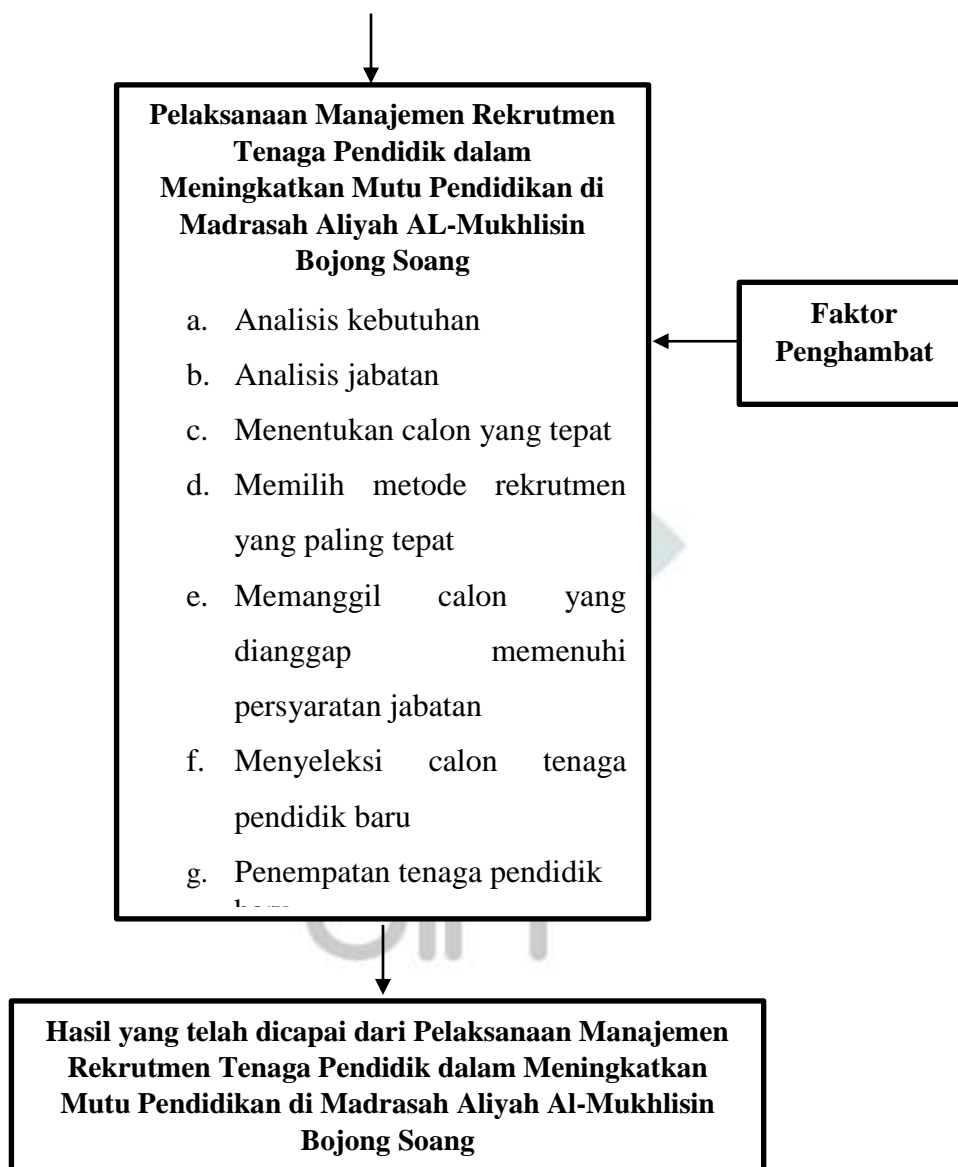 Pelaksanaan Manajemen Rekrutmen
Tenaga Pendidik dalam
Meningkatkan Mutu Pendidikan di
Madrasah Aliyah AL-Mukhlisin
Bojong Soang
a. Analisis kebutuhan
b. Analisis jabatan
c. Menentukan calon yang tepat
d. Memilih metode rekrutmen
yang paling tepat
e. Memanggil calon yang
dianggap memenuhi
persyaratan jabatan
f. Menyeleksi calon tenaga
pendidik baru
g. Penempatan tenaga pendidik
Faktor
Penghambat
Hasil yang telah dicapai dari Pelaksanaan Manajemen
Rekrutmen Tenaga Pendidik dalam Meningkatkan
Mutu Pendidikan di Madrasah Aliyah Al-Mukhlisin
Bojong Soang